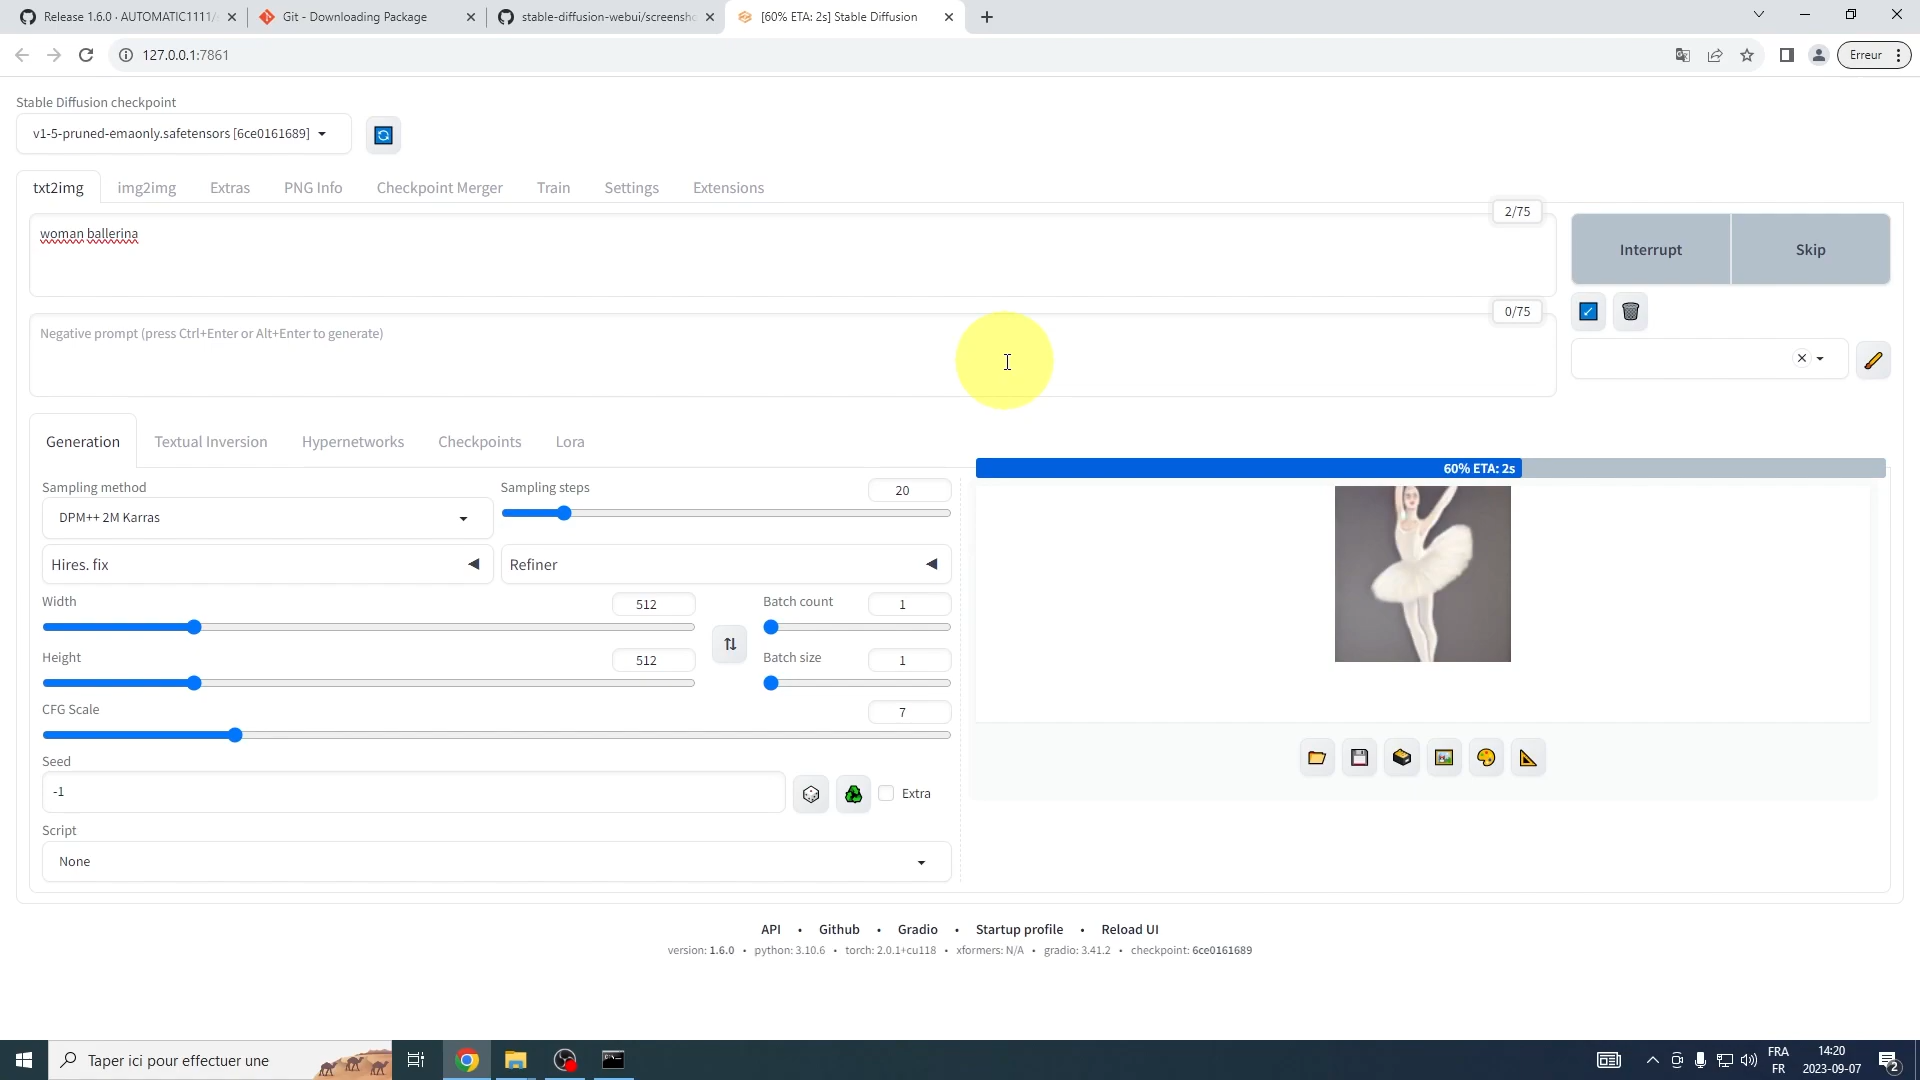 Release 1.6.0 · AUTOMATIC1111/
Git - Downloading Package
stable-diffusion-webui/screensho
[60% ETA: 2s] Stable Diffusion
127.0.0.1:7861
Erreur
Stable Diffusion checkpoint
v1-5-pruned-emaonly.safetensors [6ce0161689]
txt2img
img2img
Extras
PNG Info
Checkpoint Merger
Train
Settings
Extensions
2/75
woman ballerina
Interrupt
Skip
0/75
Negative prompt (press Ctrl+Enter or Alt+Enter to generate)
Generation
Textual Inversion
Hypernetworks
Checkpoints
Lora
60% ETA: 2s
Sampling method
DPM++ 2M Karras
Sampling steps
20
Hires. fix
Refiner
Width
512
Batch count
1
Height
512
Batch size
1
CFG Scale
7
Seed
-1
Extra
Script
None
API • Github • Gradio • Startup profile • Reload UI
version: 1.6.0 • python: 3.10.6 • torch: 2.0.1+cu118 • xformers: N/A • gradio: 3.41.2 • checkpoint: 6ce0161689
Taper ici pour effectuer une
FRA
FR
14:20
2023-09-07
2